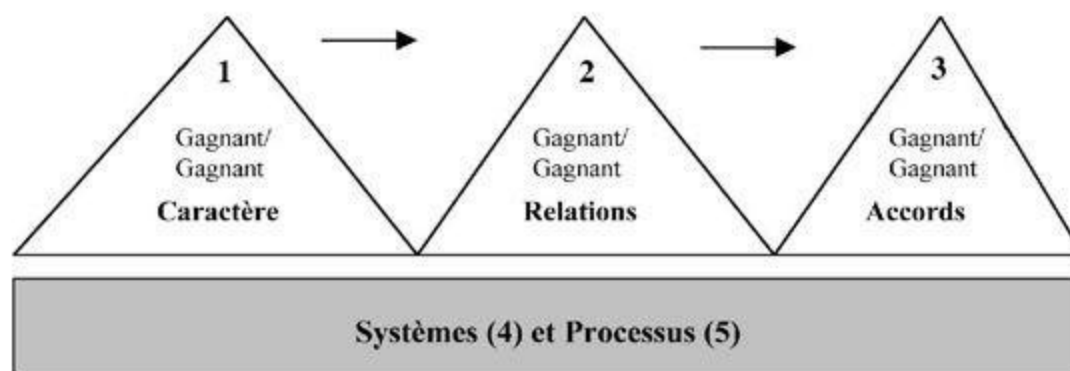 1
Gagnant/
Gagnant
Caractère
2
Gagnant/
Gagnant
Relations
3
Gagnant/
Gagnant
Accords
Systèmes (4) et Processus (5)